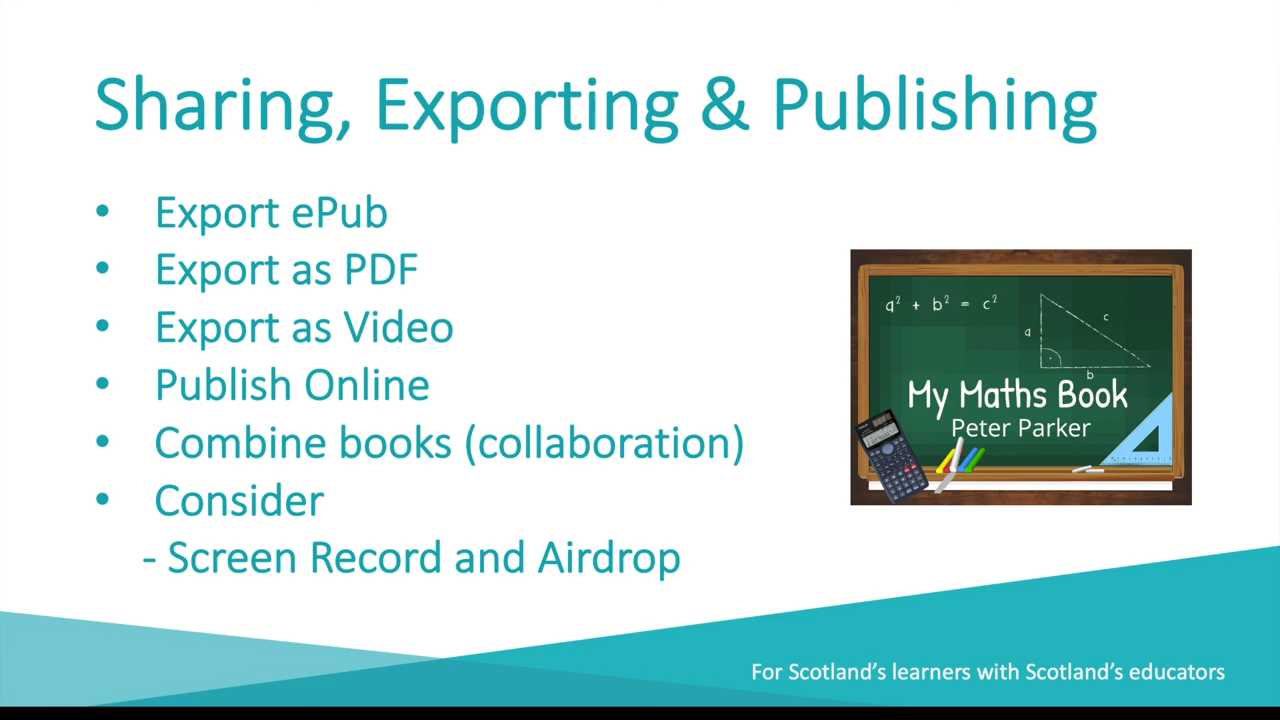 Sharing, Exporting & Publishing
• Export ePub
• Export as PDF
• Export as Video
• Publish Online
• Combine books (collaboration)
• Consider
- Screen Record and Airdrop
a² + b² = c²
c
a
b
My Maths Book
Peter Parker
For Scotland’s learners with Scotland’s educators